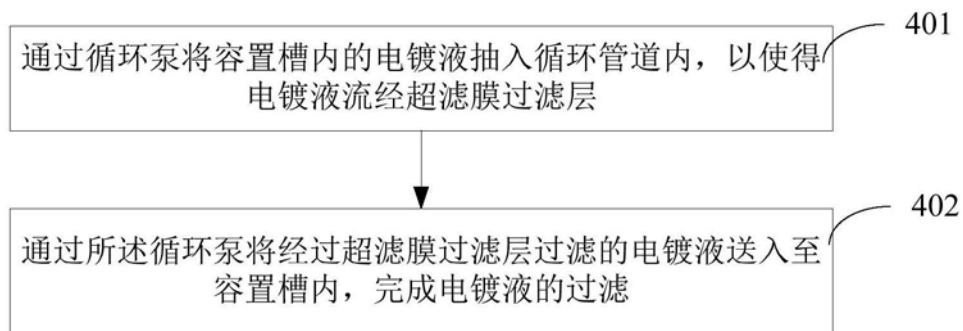 401
通过循环泵将容置槽内的电镀液抽入循环管道内，以使得
电镀液流经超滤膜过滤层
402
通过所述循环泵将经过超滤膜过滤层过滤的电镀液送入至
容置槽内，完成电镀液的过滤